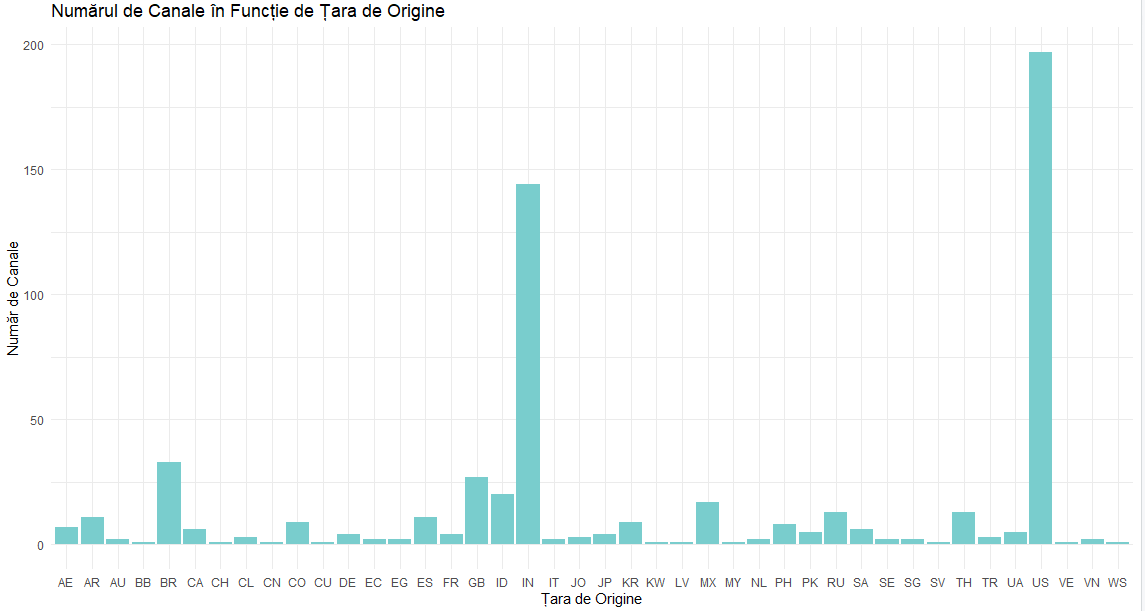 Numărul de Canale în Funcție de Țara de Origine
200
150
100
50
0
Număr de Canale
AE AR AU BB BR CA CH CL CN CO CU DE EC EG ES FR GB ID IN IT JO JP KR KW LV MX MY NL PH PK RU SA SE SG SV TH TR UA US VE VN WS
Țara de Origine